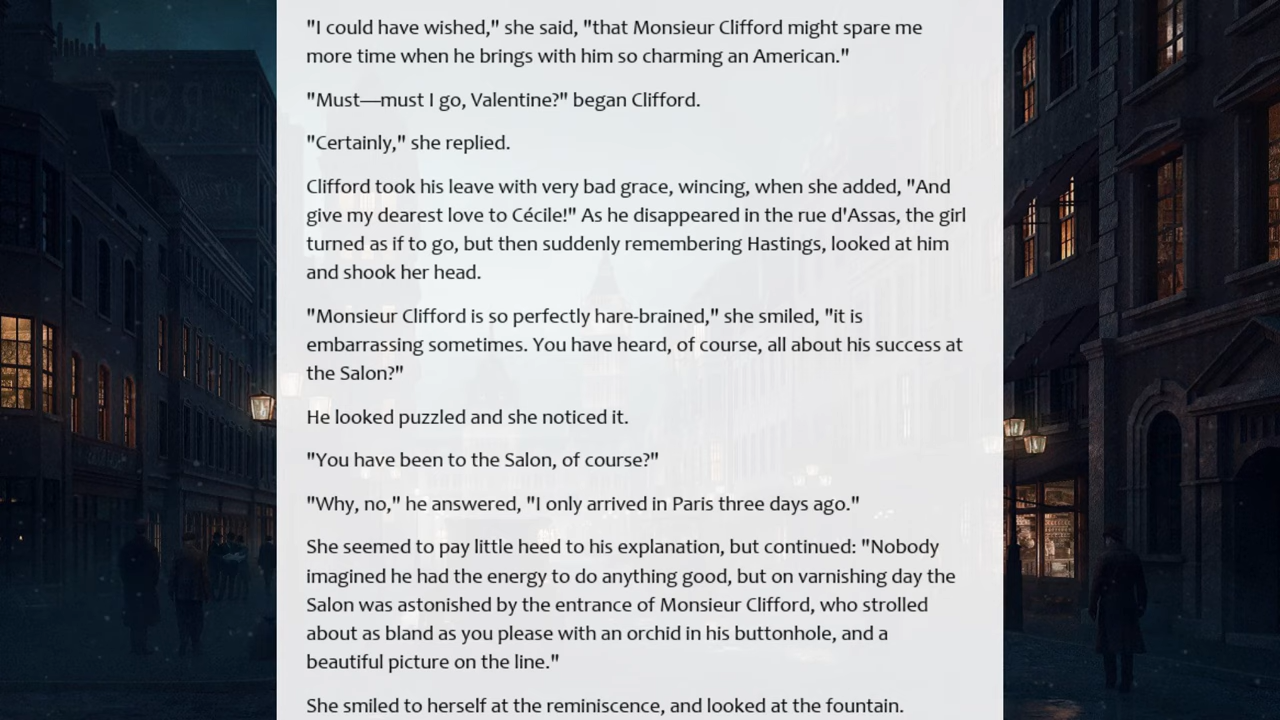 "I could have wished," she said, "that Monsieur Clifford might spare me
more time when he brings with him so charming an American."
"Must—must I go, Valentine?" began Clifford.
"Certainly," she replied.
Clifford took his leave with very bad grace, wincing, when she added, "And
give my dearest love to Cécile!" As he disappeared in the rue d'Assas, the girl
turned as if to go, but then suddenly remembering Hastings, looked at him
and shook her head.
"Monsieur Clifford is so perfectly hare-brained," she smiled, "it is
embarrassing sometimes. You have heard, of course, all about his success at
the Salon?"
He looked puzzled and she noticed it.
"You have been to the Salon, of course?"
"Why, no," he answered, "I only arrived in Paris three days ago."
She seemed to pay little heed to his explanation, but continued: "Nobody
imagined he had the energy to do anything good, but on varnishing day the
Salon was astonished by the entrance of Monsieur Clifford, who strolled
about as bland as you please with an orchid in his buttonhole, and a
beautiful picture on the line."
She smiled to herself at the reminiscence, and looked at the fountain.